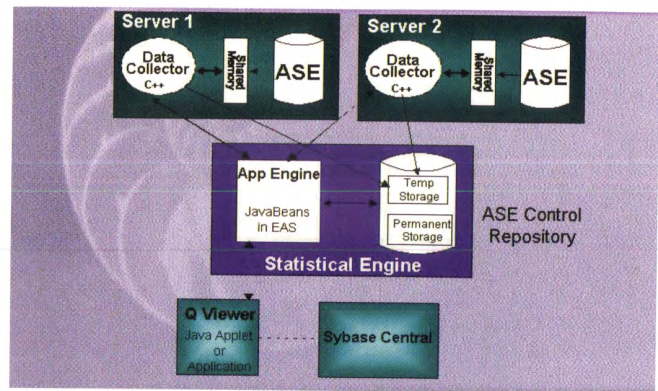 Server 1
Server 2
Data
Collector
C++
Shared
Memory
ASE
Data
Collector
C++
Shared
Memory
ASE
App Engine
JavaBeans
in EAS
Temp
Storage
Permanent
Storage
Statistical Engine
ASE Control
Repository
Q Viewer
Java Applet
or
Application
Sybase Central